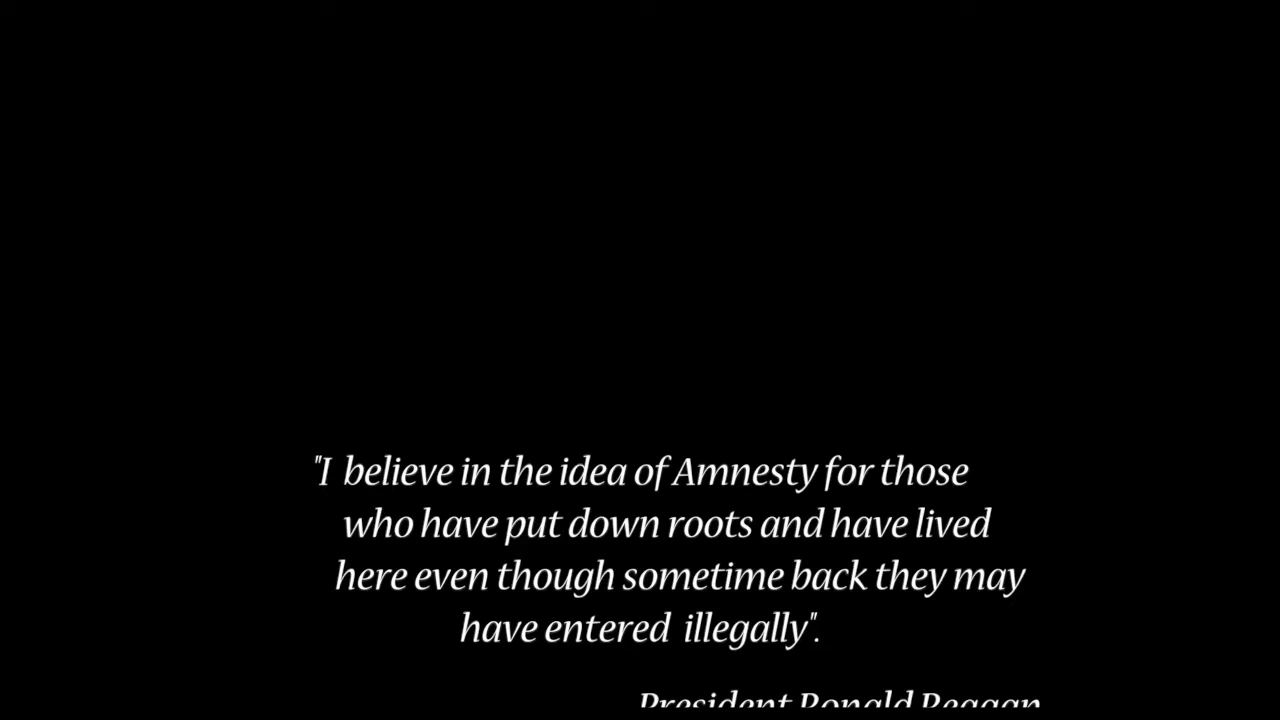 "I believe in the idea of Amnesty for those
who have put down roots and have lived
here even though sometime back they may
have entered illegally".
President Ronald Reagan